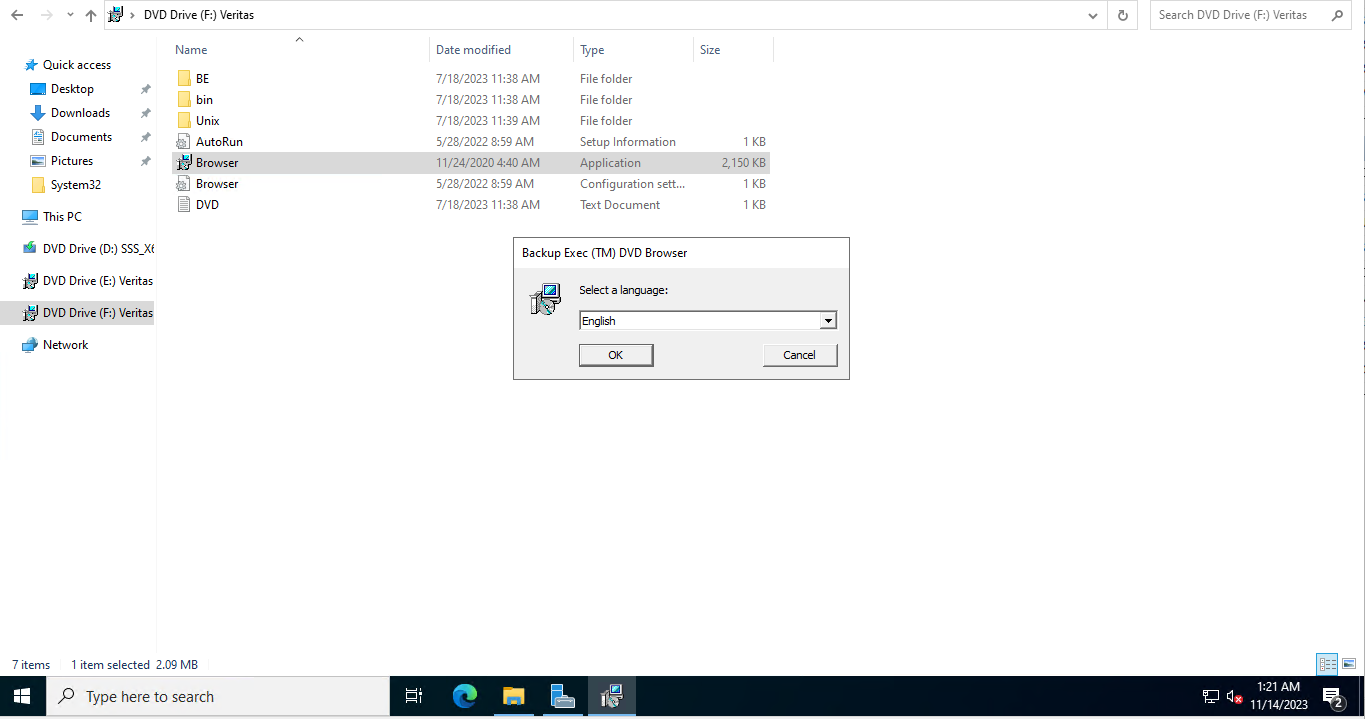 DVD Drive (F:) Veritas
Search DVD Drive (F:) Veritas
Name Date modified Type Size
Quick access
Desktop
Downloads
Documents
Pictures
System32
This PC
DVD Drive (D:) SSS_X6
DVD Drive (E:) Veritas
DVD Drive (F:) Veritas
Network
BE 7/18/2023 11:38 AM File folder
bin 7/18/2023 11:38 AM File folder
Unix 7/18/2023 11:39 AM File folder
AutoRun 5/28/2022 8:59 AM Setup Information 1 KB
Browser 11/24/2020 4:40 AM Application 2,150 KB
Browser 5/28/2022 8:59 AM Configuration sett... 1 KB
DVD 7/18/2023 11:38 AM Text Document 1 KB
Backup Exec (TM) DVD Browser
Select a language:
English
OK Cancel
7 items 1 item selected 2.09 MB
Type here to search
1:21 AM
11/14/2023
2